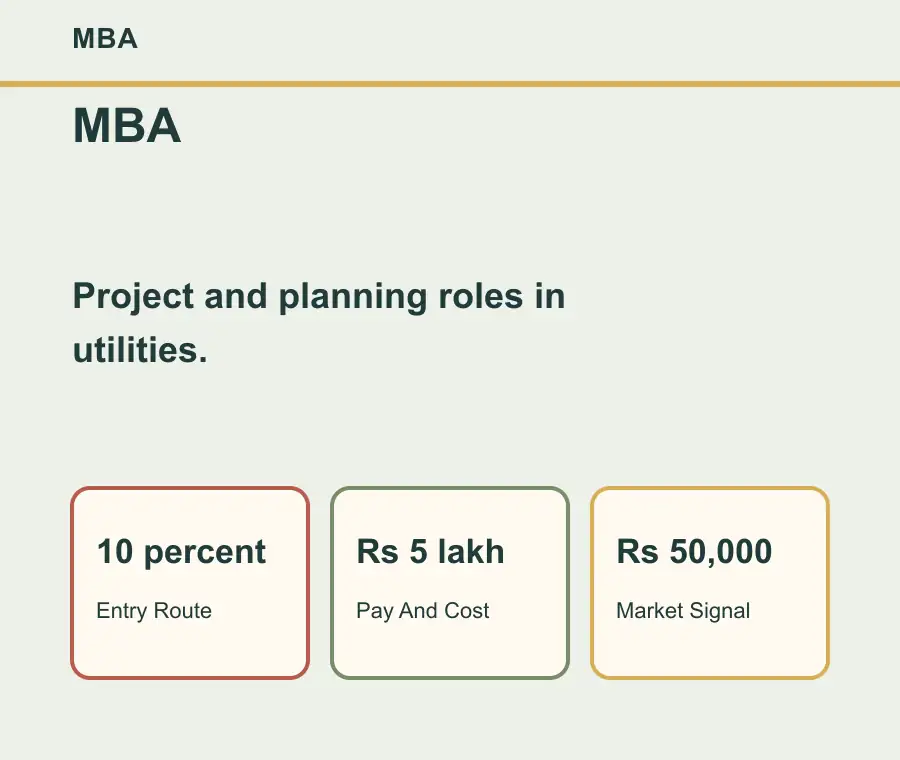 MBA
MBA
Project and planning roles in
utilities.
10 percent
Entry Route
Rs 5 lakh
Pay And Cost
Rs 50,000
Market Signal